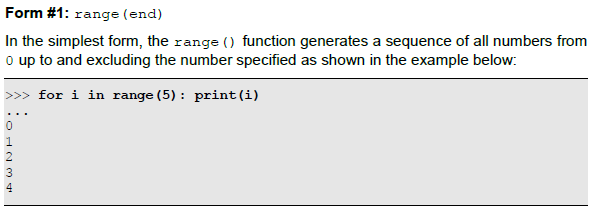 Form #1: range(end)
In the simplest form, the range() function generates a sequence of all numbers from
0 up to and excluding the number specified as shown in the example below:
>>> for i in range(5): print(i)
...
0
1
2
3
4